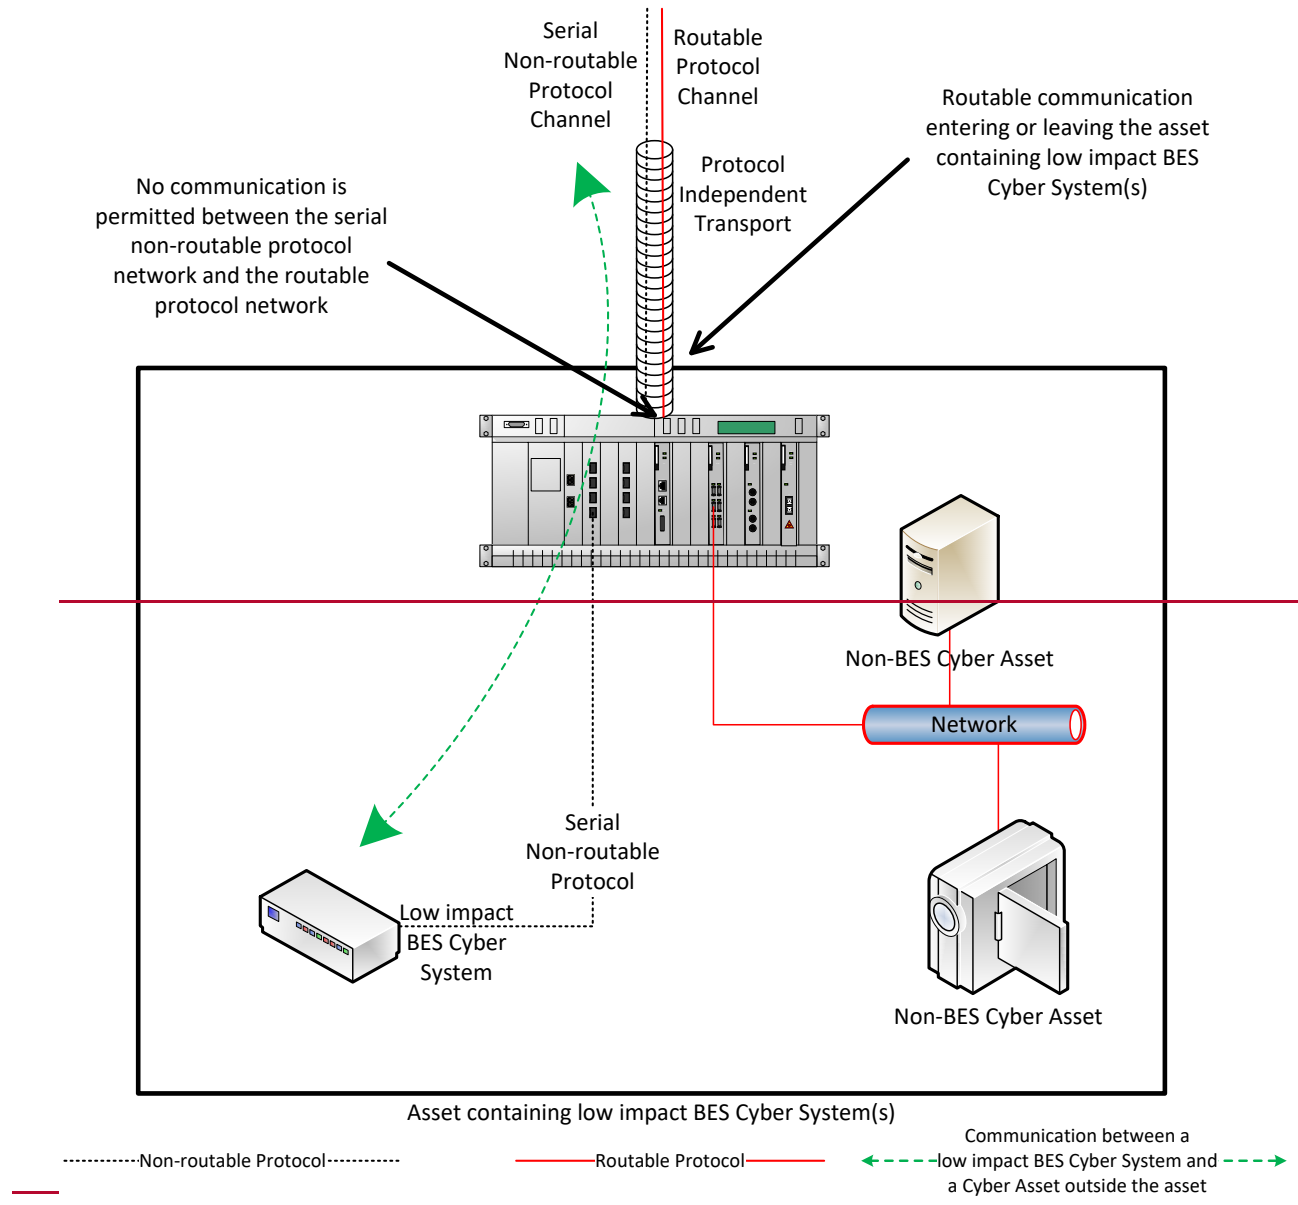 Serial
Non-routable
Protocol
Channel
Routable
Protocol
Channel
Routable communication
entering or leaving the asset
containing low impact BES
Cyber System(s)
Protocol
Independent
Transport
No communication is
permitted between the serial
non-routable protocol
network and the routable
protocol network
Non-BES Cyber Asset
Network
Serial
Non-routable
Protocol
Low impact
BES Cyber
System
Non-BES Cyber Asset
Asset containing low impact BES Cyber System(s)
Non-routable Protocol
Routable Protocol
Communication between a
low impact BES Cyber System and
a Cyber Asset outside the asset